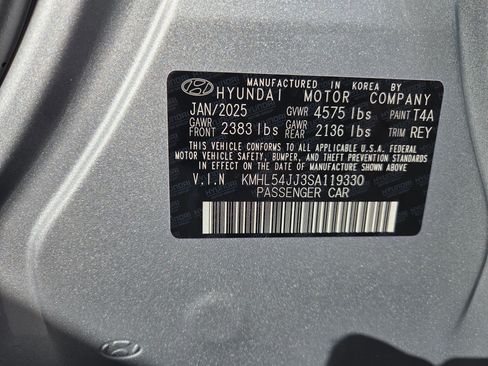 MANUFACTURED IN KOREA BY
HYUNDAI MOTOR COMPANY
JAN/2025 GVWR 4575 lbs PAINT T4A
GAWR FRONT 2383 lbs GAWR REAR 2136 lbs TRIM REY
THIS VEHICLE CONFORMS TO ALL APPLICABLE U.S.A. FEDERAL
MOTOR VEHICLE SAFETY, BUMPER, AND THEFT PREVENTION STANDARDS
IN EFFECT ON THE DATE OF MANUFACTURE SHOWN ABOVE.
V.I.N KMHL54JJ3SA119330
PASSENGER CAR